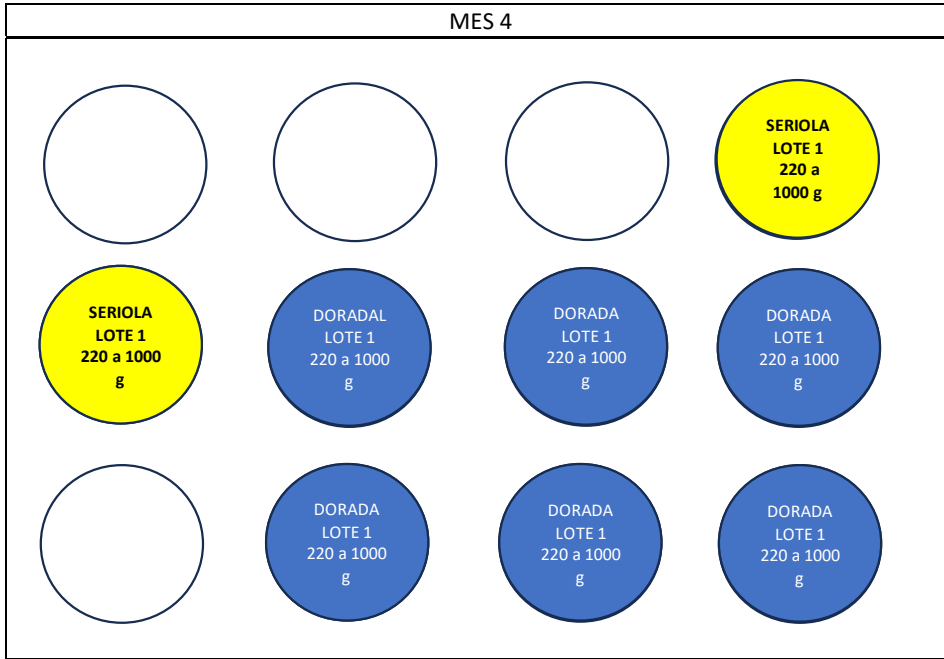 MES 4
SERIOLA
LOTE 1
220 a
1000 g
SERIOLA
LOTE 1
220 a 1000
g
DORADAL
LOTE 1
220 a 1000
g
DORADA
LOTE 1
220 a 1000
g
DORADA
LOTE 1
220 a 1000
g
DORADA
LOTE 1
220 a 1000
g
DORADA
LOTE 1
220 a 1000
g
DORADA
LOTE 1
220 a 1000
g